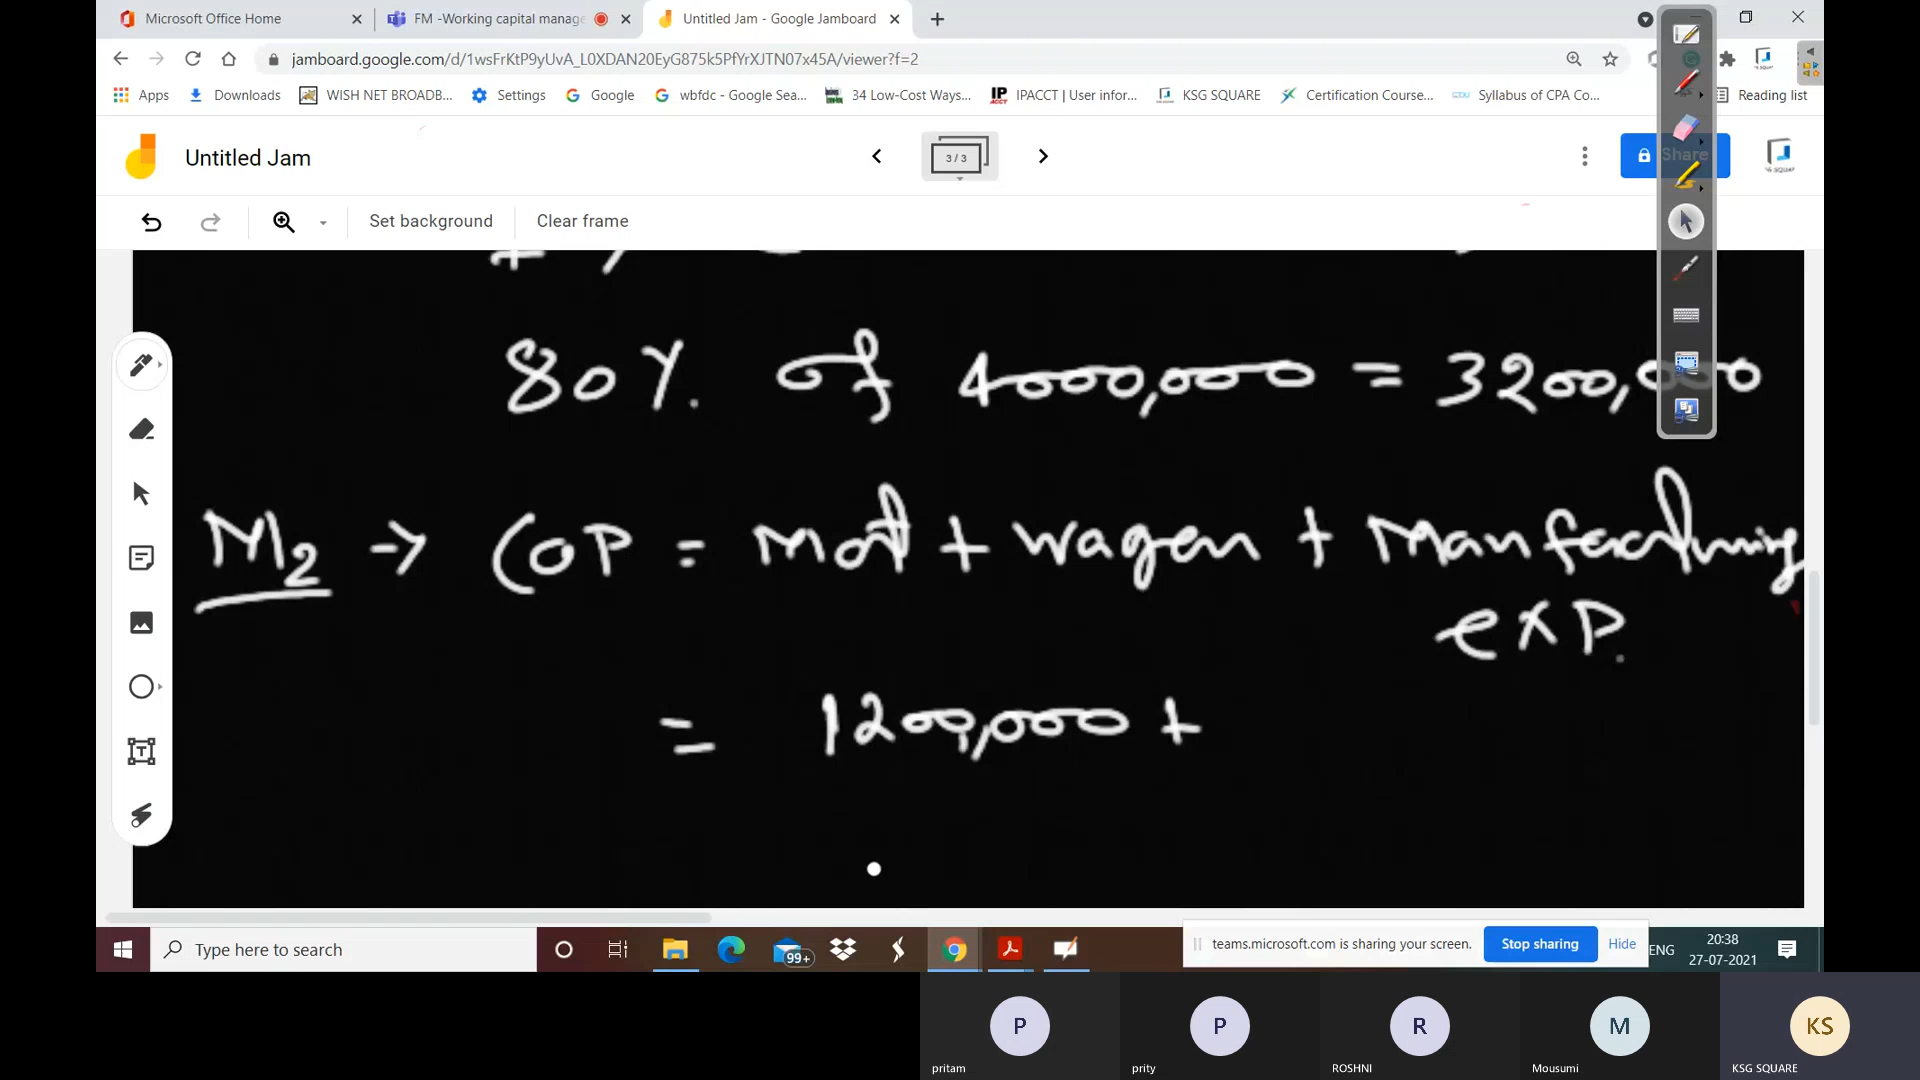 Microsoft Office Home
FM -Working capital manage
Untitled Jam - Google Jamboard
jamboard.google.com/d/1wsFrKtP9yUvA_L0XDAN20EyG875k5PfYrXJTN07x45A/viewer?f=2
Apps Downloads WISH NET BROADB... Settings Google wbfdc - Google Sea... 34 Low-Cost Ways... IPACCT | User infor... KSG SQUARE Certification Course... Syllabus of CPA Co... Reading list
Untitled Jam
3 / 3
Share
Set background Clear frame
80%. of 4000,000 = 3200,000
M2 → COP = Mat + wages + Manfacturing
exp.
= 1200,000 +
teams.microsoft.com is sharing your screen. Stop sharing Hide
Type here to search
99+
ENG
20:38
27-07-2021
P P R M KS
pritam prity ROSHNI Mousumi KSG SQUARE